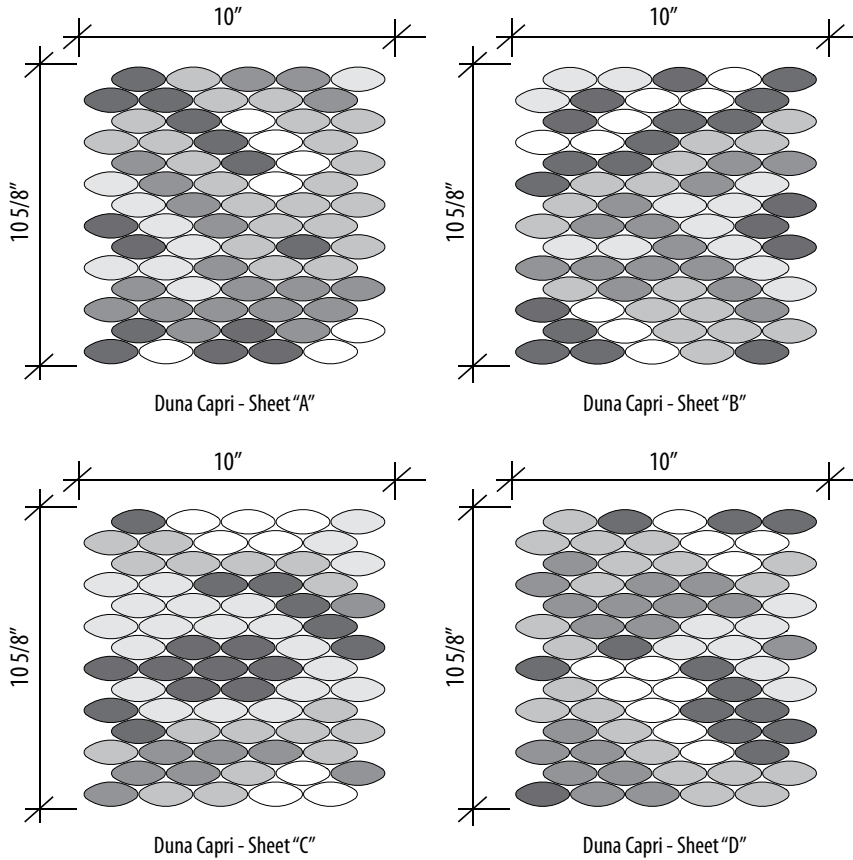 10”
10”
10 5/8”
10 5/8”
Duna Capri - Sheet “A”
Duna Capri - Sheet “B”
10”
10”
10 5/8”
10 5/8”
Duna Capri - Sheet “C”
Duna Capri - Sheet “D”